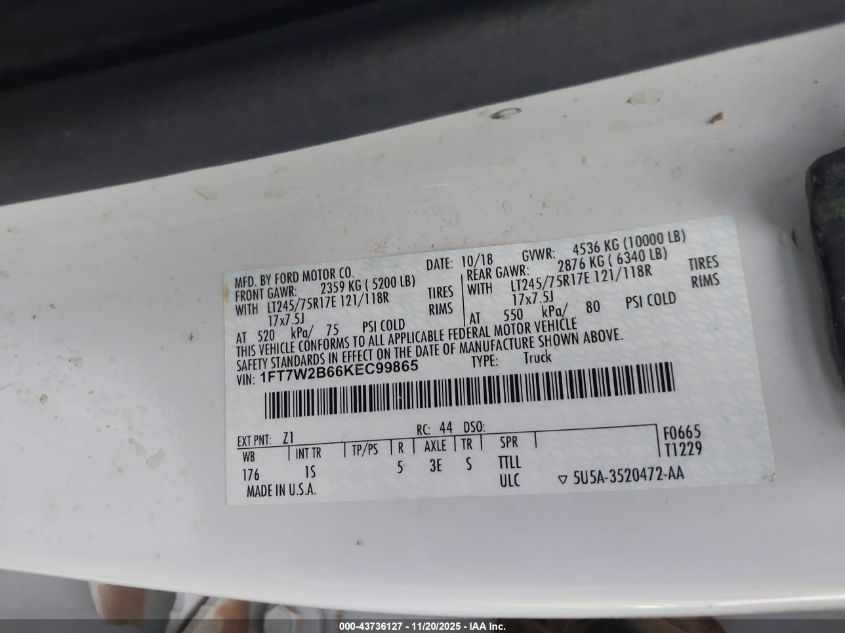 MFD. BY FORD MOTOR CO.
DATE: 10/18 GVWR: 4536 KG (10000 LB)
FRONT GAWR: 2359 KG ( 5200 LB)
REAR GAWR: 2876 KG ( 6340 LB)
WITH LT245/75R17E 121/118R TIRES
WITH LT245/75R17E 121/118R TIRES
17x7.5J RIMS
17x7.5J RIMS
AT 520 kPa/ 75 PSI COLD
AT 550 kPa/ 80 PSI COLD
THIS VEHICLE CONFORMS TO ALL APPLICABLE FEDERAL MOTOR VEHICLE
SAFETY STANDARDS IN EFFECT ON THE DATE OF MANUFACTURE SHOWN ABOVE.
VIN: 1FT7W2B66KEC99865 TYPE: Truck
EXT PNT: Z1 RC: 44 DSO: F0665
WB INT TR TP/PS R AXLE TR SPR T1229
176 1S 5 3E S TTLL
ULC
MADE IN U.S.A. 5U5A-3520472-AA
000-43736127 - 11/20/2025 - IAA Inc.